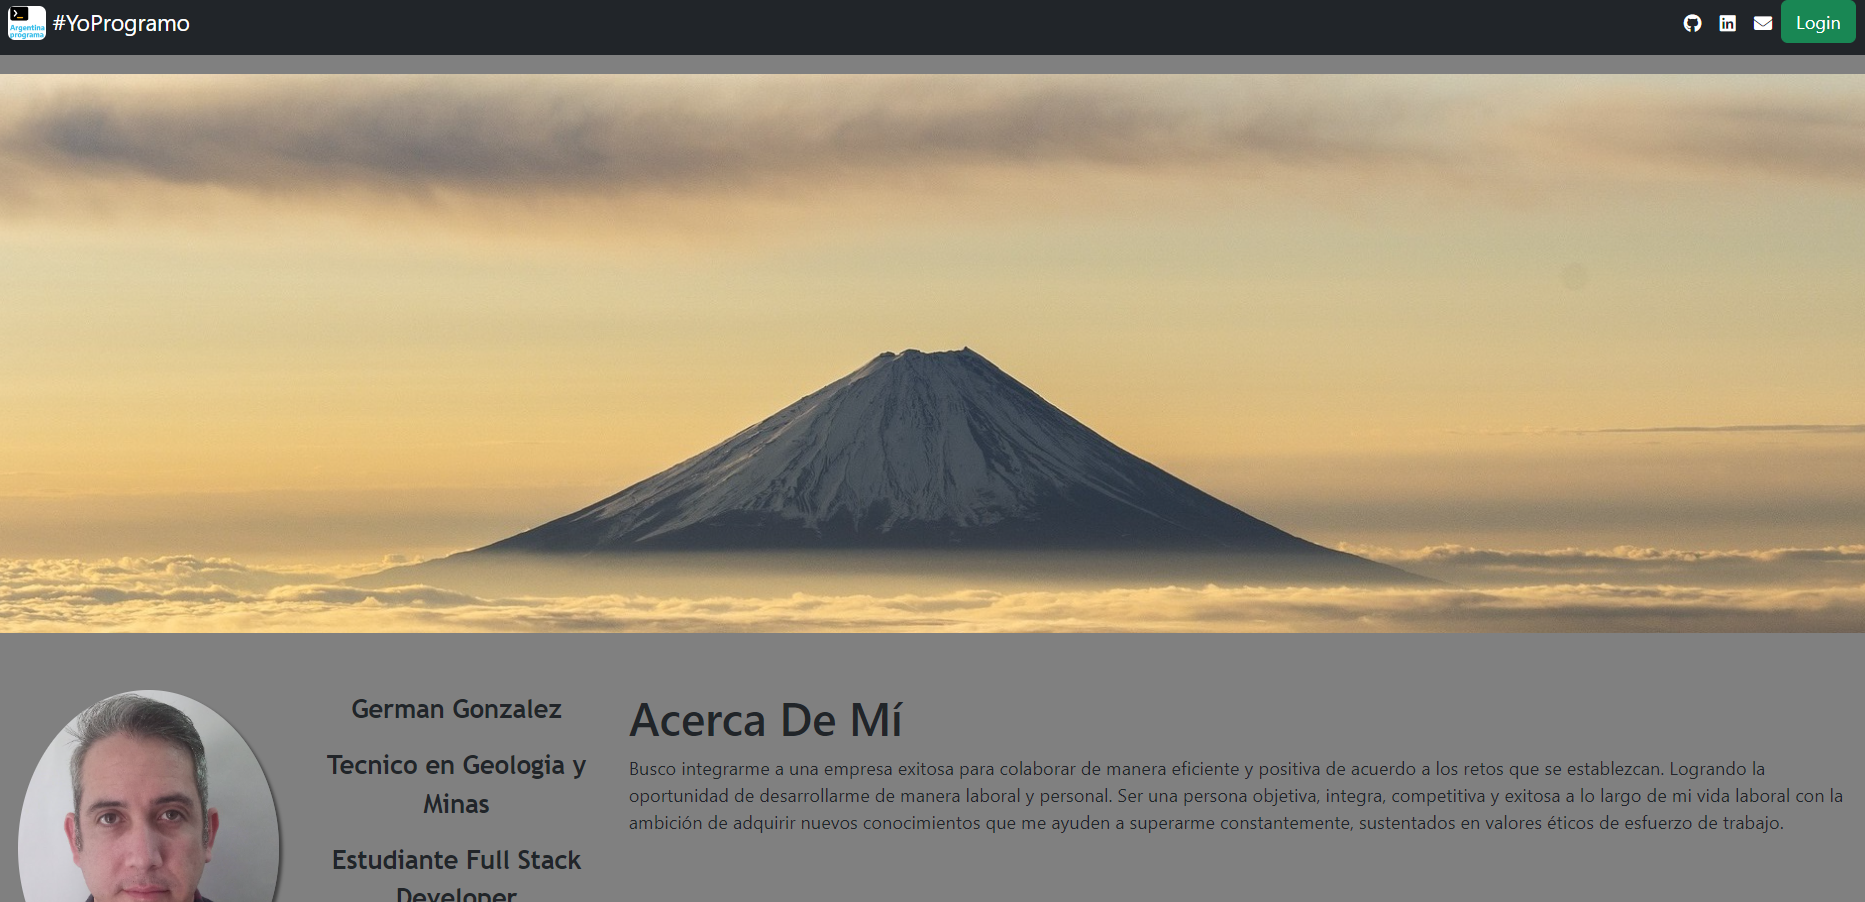 >_
Argentina
programa
#YoProgramo
Login
German Gonzalez
Tecnico en Geologia y
Minas
Estudiante Full Stack
Developer
Acerca De Mí
Busco integrarme a una empresa exitosa para colaborar de manera eficiente y positiva de acuerdo a los retos que se establezcan. Logrando la
oportunidad de desarrollarme de manera laboral y personal. Ser una persona objetiva, integra, competitiva y exitosa a lo largo de mi vida laboral con la
ambición de adquirir nuevos conocimientos que me ayuden a superarme constantemente, sustentados en valores éticos de esfuerzo de trabajo.